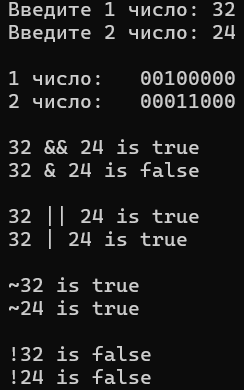 Введите 1 число: 32
Введите 2 число: 24
1 число:   00100000
2 число:   00011000
32 && 24 is true
32 & 24 is false
32 || 24 is true
32 | 24 is true
~32 is true
~24 is true
!32 is false
!24 is false